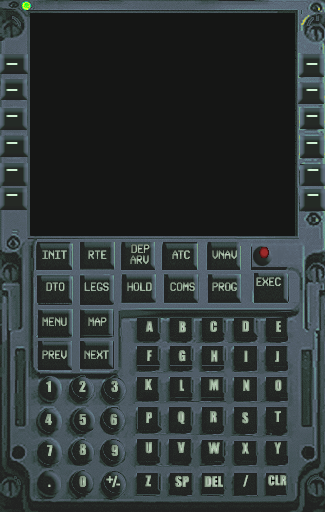 INIT RTE DEP ARV ATC VNAV
DTO LEGS HOLD COMS PROG EXEC
MENU MAP
PREV NEXT
A B C D E
F G H I J
1 2 3 K L M N O
4 5 6 P Q R S T
7 8 9 U V W X Y
. 0 +/- Z SP DEL / CLR